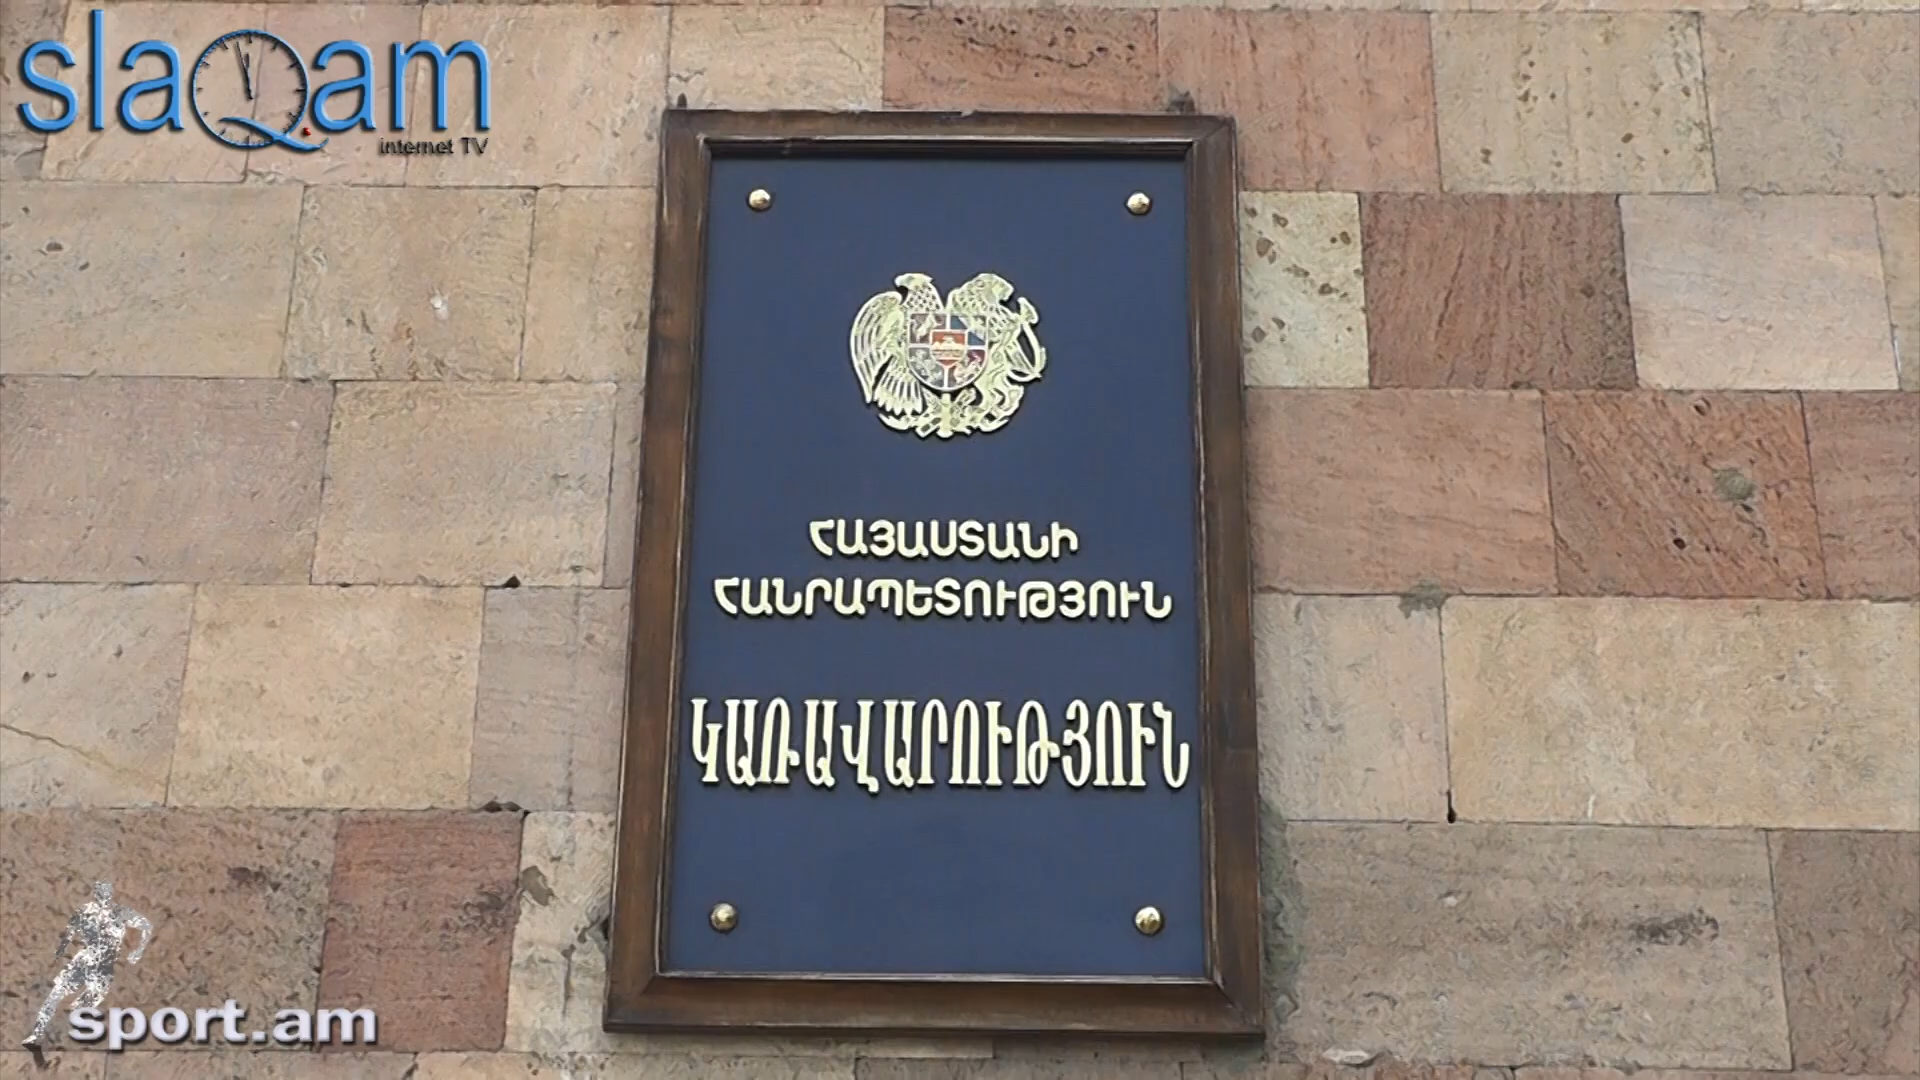 slaQ.am
internet TV
ՀԱՅԱՍՏԱՆԻ
ՀԱՆՐԱՊԵՏՈՒԹՅՈՒՆ
ԿԱՌԱՎԱՐՈՒԹՅՈՒՆ
sport.am